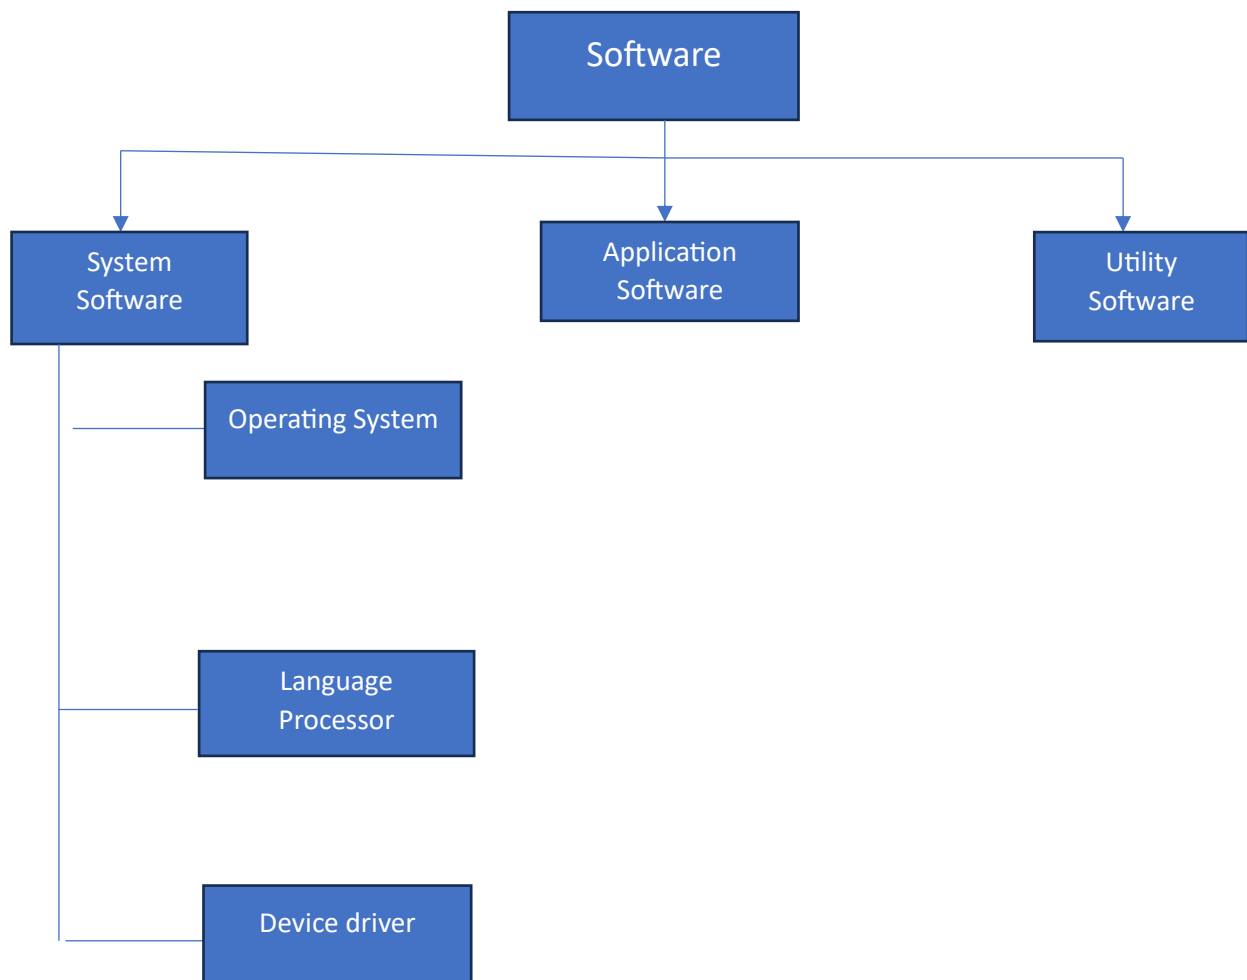 Software
System
Software
Application
Software
Utility
Software
Operating System
Language
Processor
Device driver